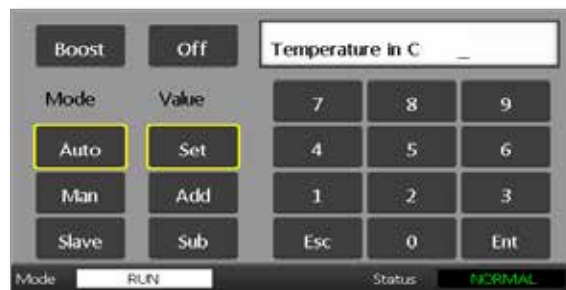 Boost Off Temperature in C _
Mode Value 7 8 9
Auto Set 4 5 6
Man Add 1 2 3
Slave Sub Esc 0 Ent
Mode RUN Status NORMAL